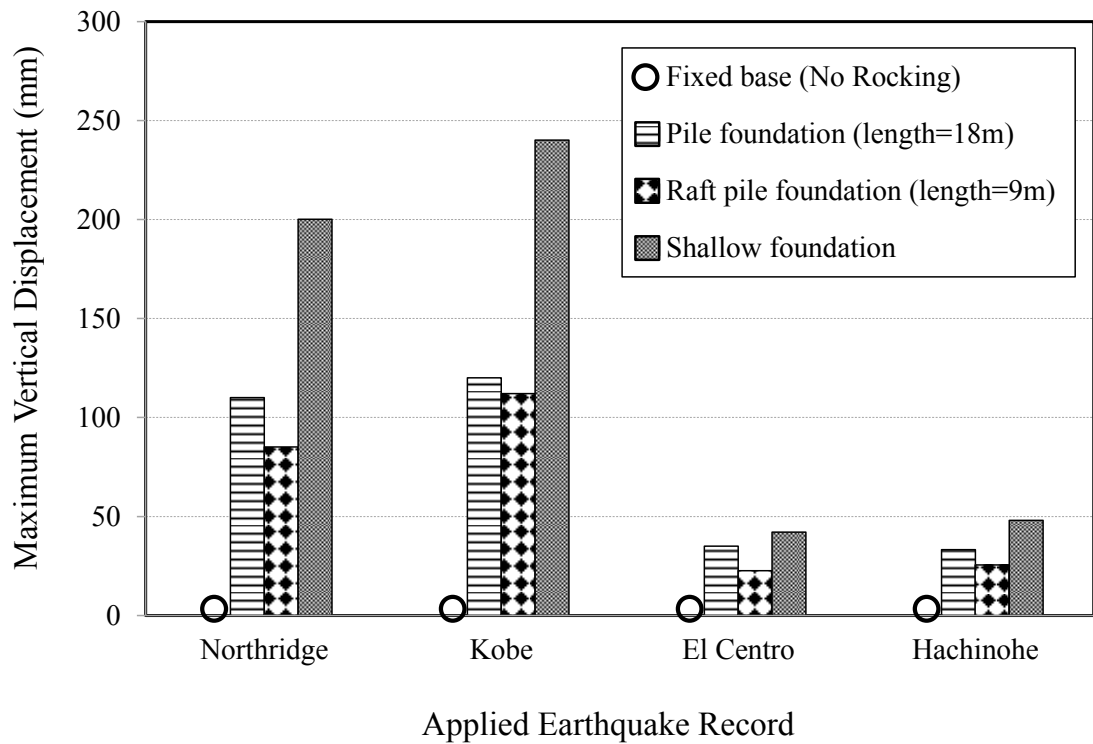 Maximum Vertical Displacement (mm)
300
250
200
150
100
50
0
Fixed base (No Rocking)
Pile foundation (length=18m)
Raft pile foundation (length=9m)
Shallow foundation
Northridge
Kobe
El Centro
Hachinohe
Applied Earthquake Record